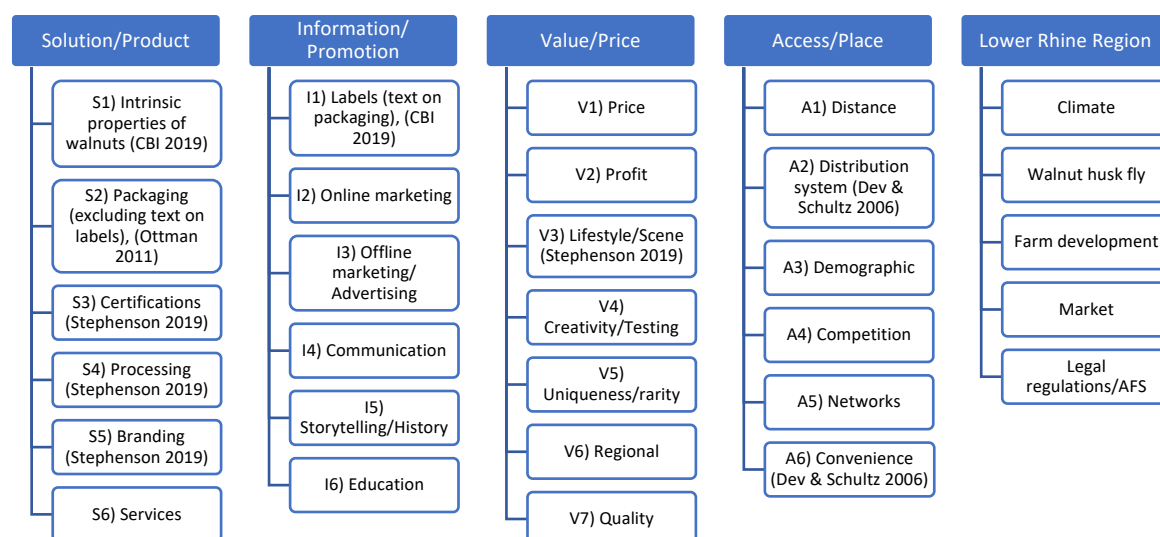 Solution/Product
S1) Intrinsic
properties of
walnuts (CBI 2019)
S2) Packaging
(excluding text on
labels), (Ottman
2011)
S3) Certifications
(Stephenson 2019)
S4) Processing
(Stephenson 2019)
S5) Branding
(Stephenson 2019)
S6) Services
Information/
Promotion
I1) Labels (text on
packaging), (CBI
2019)
I2) Online marketing
I3) Offline
marketing/
Advertising
I4) Communication
I5)
Storytelling/History
I6) Education
Value/Price
V1) Price
V2) Profit
V3) Lifestyle/Scene
(Stephenson 2019)
V4)
Creativity/Testing
V5)
Uniqueness/rarity
V6) Regional
V7) Quality
Access/Place
A1) Distance
A2) Distribution
system (Dev &
Schultz 2006)
A3) Demographic
A4) Competition
A5) Networks
A6) Convenience
(Dev & Schultz 2006)
Lower Rhine Region
Climate
Walnut husk fly
Farm development
Market
Legal
regulations/AFS